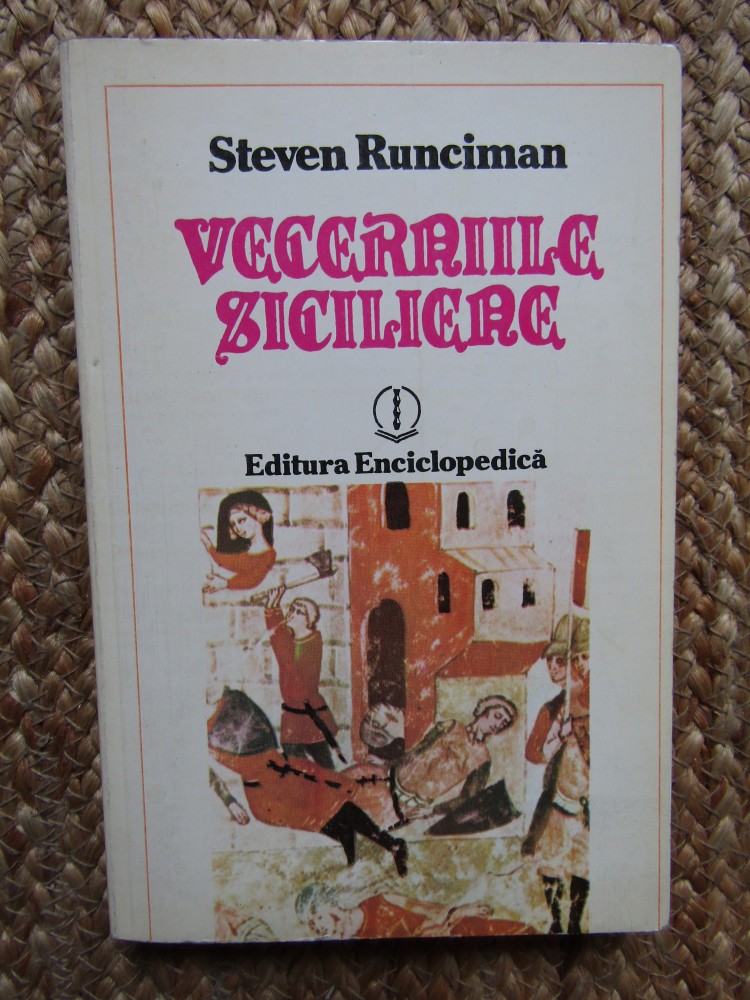 Steven Runciman
VECERNIILE
SICILIENE
Editura Enciclopedică